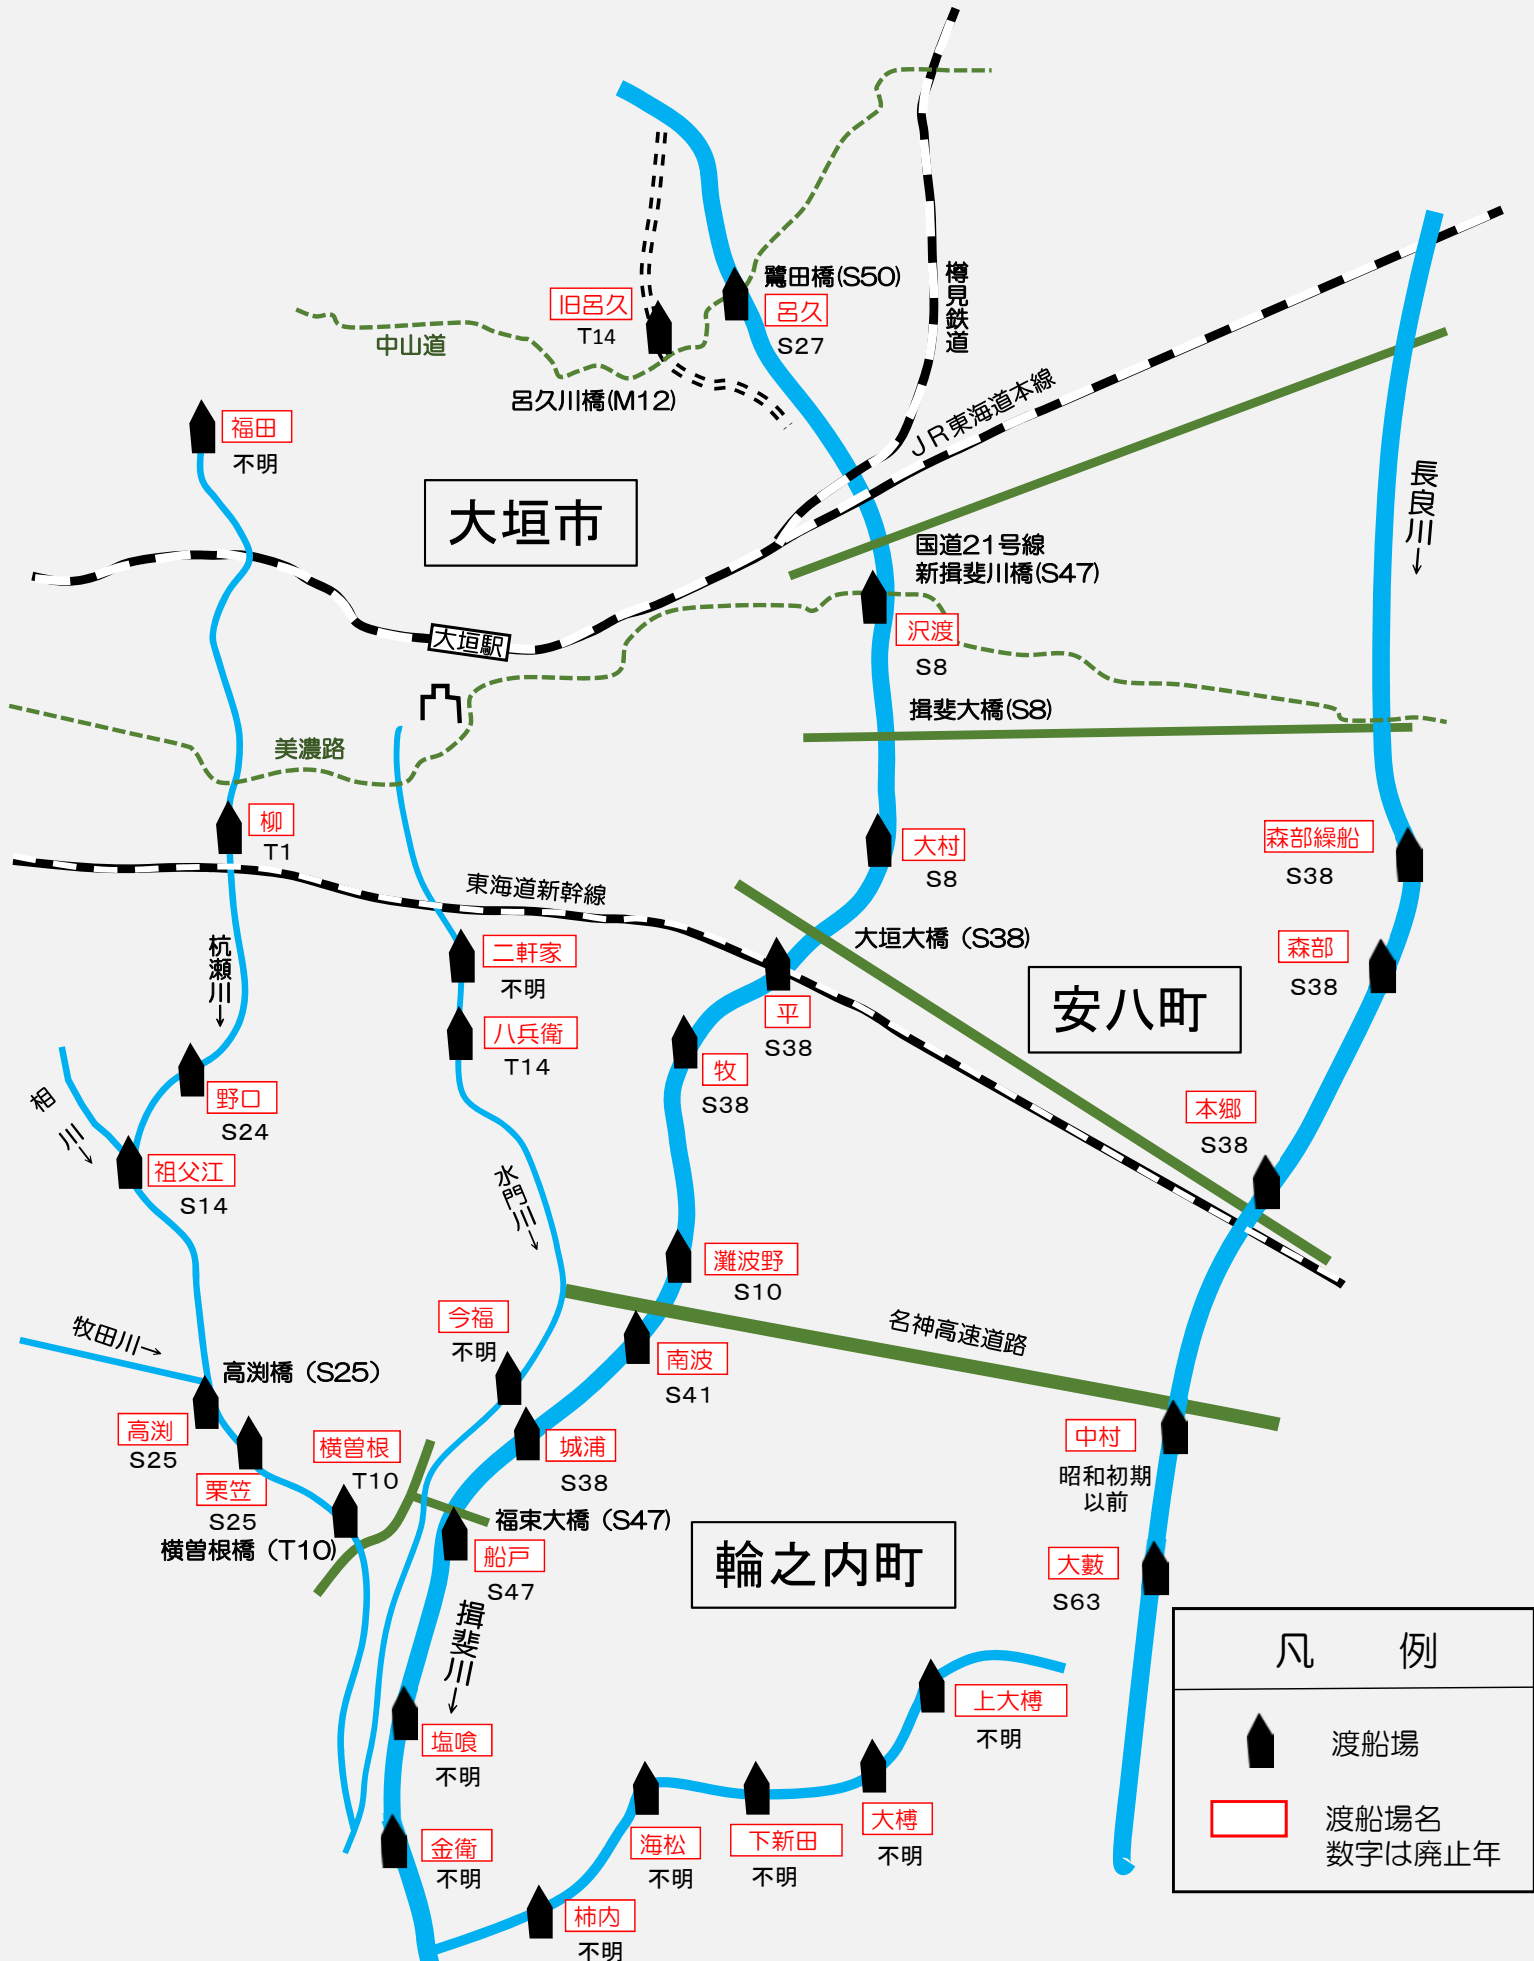 鷺田橋(S50)
呂久
S27
旧呂久
T14
樽見鉄道
中山道
呂久川橋(M12)
JR東海道本線
福田
不明
大垣市
長良川→
国道21号線
新揖斐川橋(S47)
沢渡
S8
大垣駅
揖斐大橋(S8)
美濃路
柳
T1
大村
S8
森部繰船
S38
東海道新幹線
大垣大橋（S38）
杭瀬川→
二軒家
不明
森部
S38
安八町
平
S38
八兵衛
T14
牧
S38
野口
S24
相川→
本郷
S38
祖父江
S14
水門川→
灘波野
S10
今福
不明
名神高速道路
牧田川→
南波
S41
高渕橋（S25）
高渕
S25
横曽根
T10
城浦
S38
中村
昭和初期
以前
栗笠
S25
横曽根橋（T10）
福束大橋（S47）
船戸
S47
輪之内町
大藪
S63
揖斐川→
塩喰
不明
上大榑
不明
金衛
不明
海松
不明
下新田
不明
大榑
不明
柿内
不明
凡　例
渡船場
渡船場名
数字は廃止年